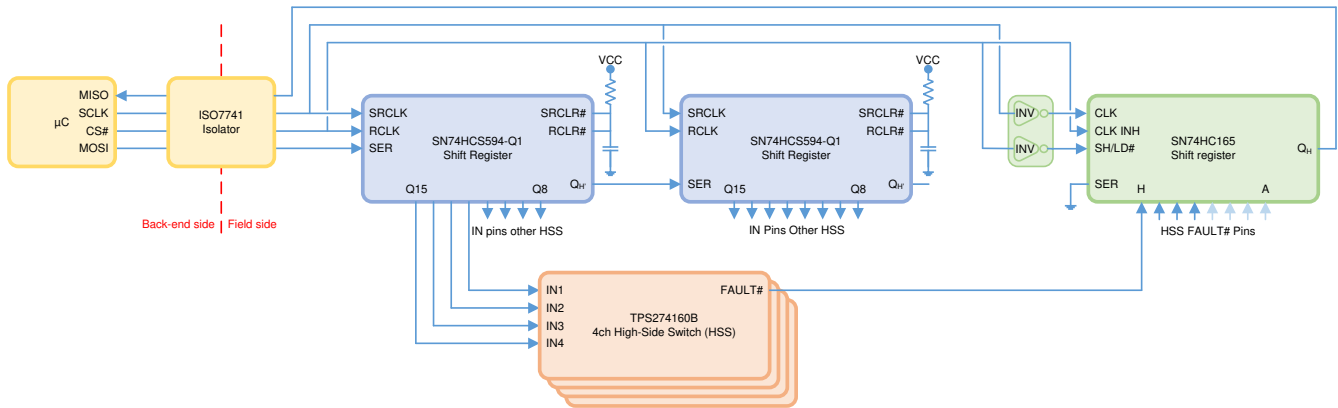 µC
MISO
SCLK
CS#
MOSI
ISO7741
Isolator
Back-end side
Field side
VCC
SRCLK
RCLK
SER
SN74HCS594-Q1
Shift Register
SRCLR#
RCLR#
QH'
Q15
Q8
IN pins other HSS
VCC
SRCLK
RCLK
SER
SN74HCS594-Q1
Shift Register
SRCLR#
RCLR#
QH'
Q15
Q8
IN Pins Other HSS
INV
INV
CLK
CLK INH
SH/LD#
SER
SN74HC165
Shift register
QH
H
A
HSS FAULT# Pins
IN1
IN2
IN3
IN4
FAULT#
TPS274160B
4ch High-Side Switch (HSS)